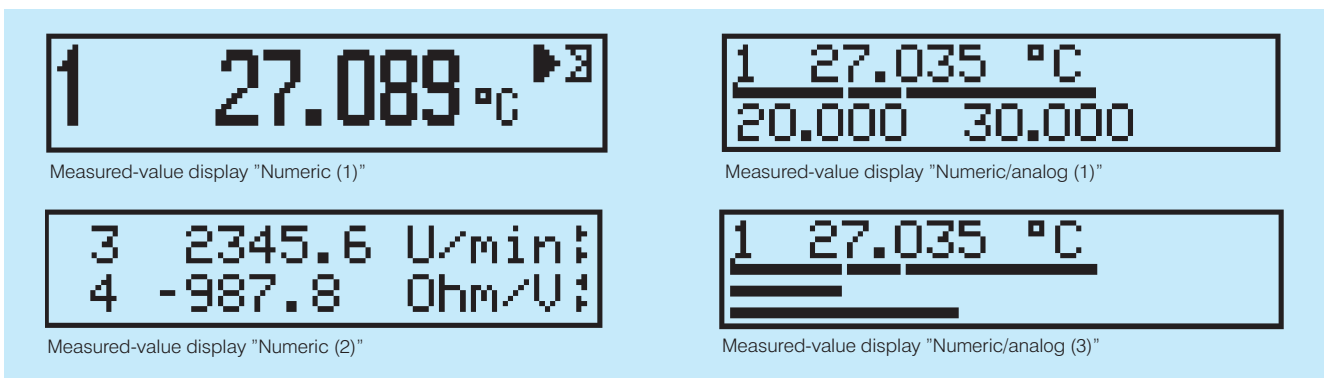 1 27.089 °C
Measured-value display ”Numeric (1)”
1 27.035 °C
20.000 30.000
Measured-value display ”Numeric/analog (1)”
3 2345.6 U/min
4 -987.8 Ohm/V
Measured-value display ”Numeric (2)”
1 27.035 °C
Measured-value display ”Numeric/analog (3)”